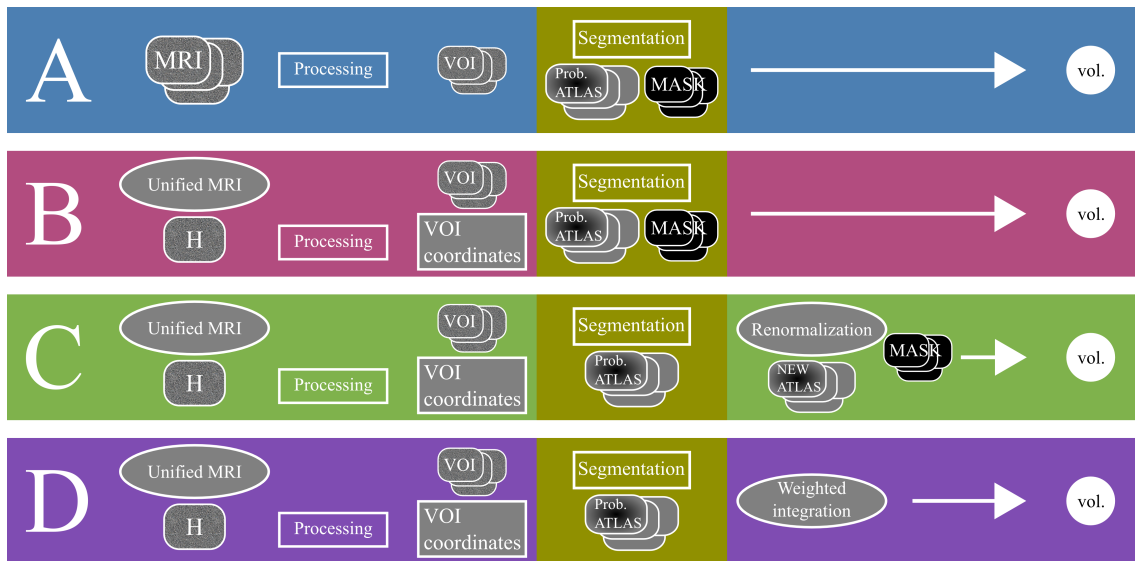 A
MRI
Processing
VOI
Segmentation
Prob.
ATLAS
MASK
vol.
B
Unified MRI
H
Processing
VOI
VOI
coordinates
Segmentation
Prob.
ATLAS
MASK
vol.
C
Unified MRI
H
Processing
VOI
VOI
coordinates
Segmentation
Prob.
ATLAS
Renormalization
NEW
ATLAS
MASK
vol.
D
Unified MRI
H
Processing
VOI
VOI
coordinates
Segmentation
Prob.
ATLAS
Weighted
integration
vol.